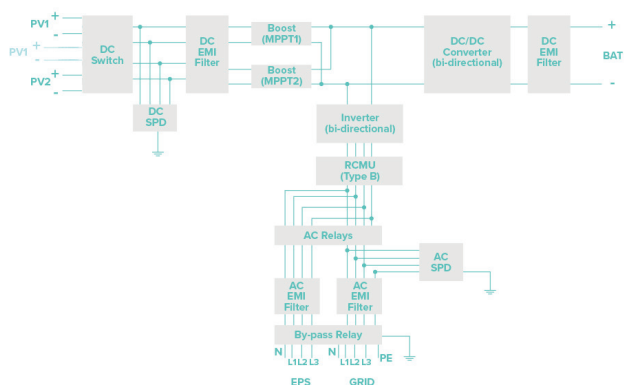 PV1 +
-
PV1 +
-
PV2 +
-
DC
Switch
DC
SPD
DC
EMI
Filter
Boost
(MPPT1)
Boost
(MPPT2)
DC/DC
Converter
(bi-directional)
DC
EMI
Filter
+
BAT
-
Inverter
(bi-directional)
RCMU
(Type B)
AC Relays
AC
SPD
AC
EMI
Filter
AC
EMI
Filter
By-pass Relay
N L1 L2 L3
N L1 L2 L3 PE
EPS
GRID